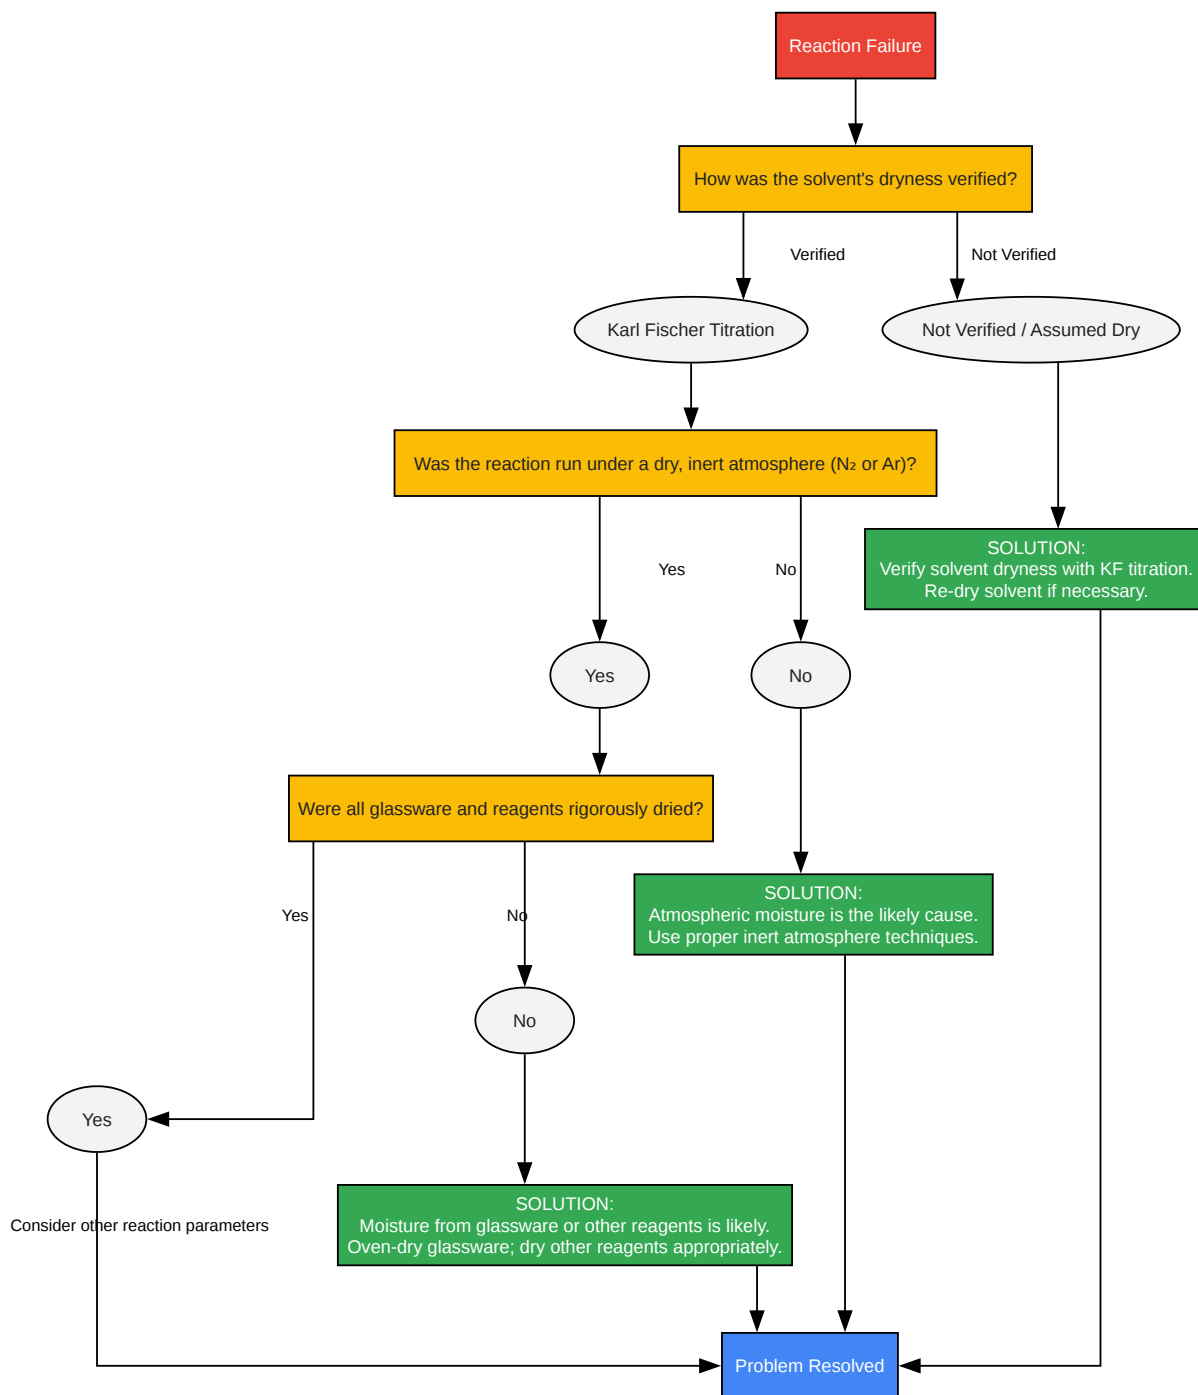 Reaction Failure
How was the solvent's dryness verified?
Verified
Not Verified
Karl Fischer Titration
Not Verified / Assumed Dry
Was the reaction run under a dry, inert atmosphere (N₂ or Ar)?
SOLUTION:
Verify solvent dryness with KF titration.
Re-dry solvent if necessary.
Yes
No
Yes
No
Were all glassware and reagents rigorously dried?
SOLUTION:
Atmospheric moisture is the likely cause.
Use proper inert atmosphere techniques.
Yes
No
No
Yes
SOLUTION:
Moisture from glassware or other reagents is likely.
Oven-dry glassware; dry other reagents appropriately.
Consider other reaction parameters
Problem Resolved